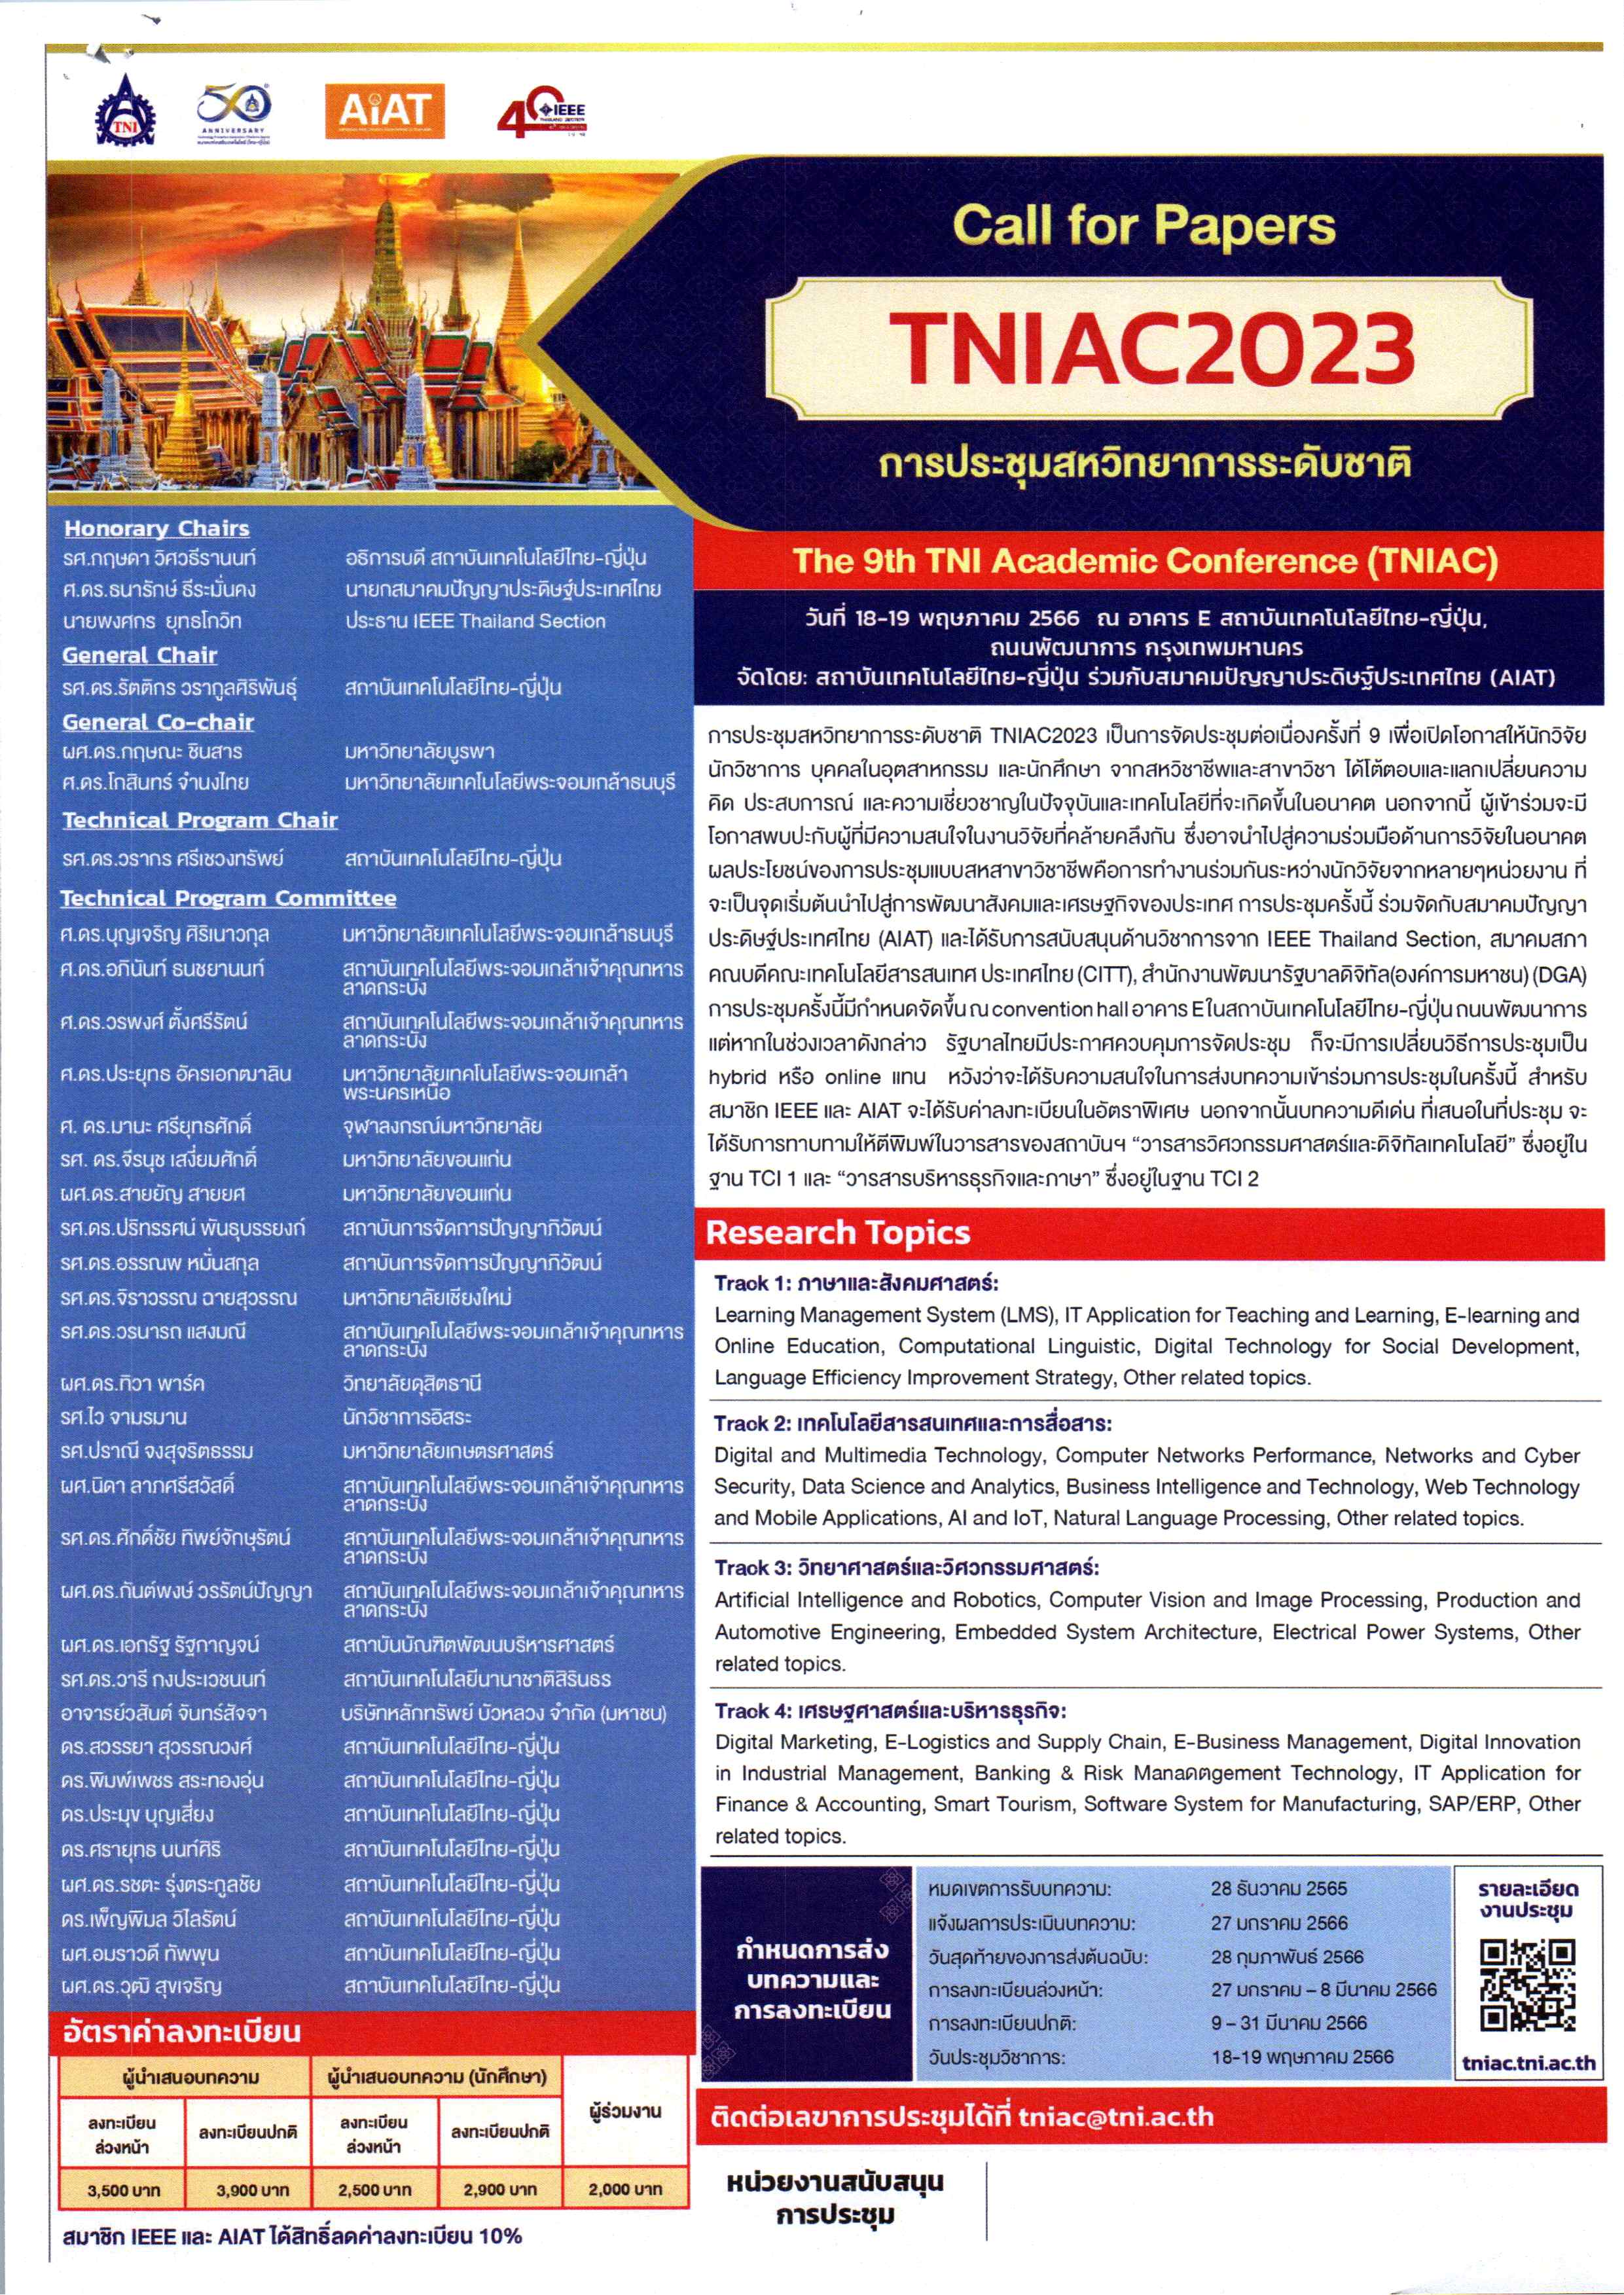 TNI
50
ANNIVERSARY
AiAT
40 IEEE
THAILAND SECTION
Call for Papers
TNIAC2023
การประชุมสหวิทยาการระดับชาติ
The 9th TNI Academic Conference (TNIAC)
วันที่ 18-19 พฤษภาคม 2566 ณ อาคาร E สถาบันเทคโนโลยีไทย-ญี่ปุ่น,
ถนนพัฒนาการ กรุงเทพมหานคร
จัดโดย: สถาบันเทคโนโลยีไทย-ญี่ปุ่น ร่วมกับสมาคมปัญญาประดิษฐ์ประเทศไทย (AIAT)
Honorary Chairs
รศ.กฤษดา วิศวธีรานนท์ อธิการบดี สถาบันเทคโนโลยีไทย-ญี่ปุ่น
ศ.ดร.ธนารักษ์ ธีระมั่นคง นายกสมาคมปัญญาประดิษฐ์ประเทศไทย
นายพงศกร ยุทธโกวิท ประธาน IEEE Thailand Section
General Chair
รศ.ดร.รัตติกร วรากูลศิริพันธุ์ สถาบันเทคโนโลยีไทย-ญี่ปุ่น
General Co-chair
ผศ.ดร.กฤษณะ ชินสาร มหาวิทยาลัยบูรพา
ศ.ดร.โกสินทร์ จำนงไทย มหาวิทยาลัยเทคโนโลยีพระจอมเกล้าธนบุรี
Technical Program Chair
รศ.ดร.วรากร ศรีเชวงทรัพย์ สถาบันเทคโนโลยีไทย-ญี่ปุ่น
Technical Program Committee
ศ.ดร.บุญเจริญ ศิริเนาวกุล มหาวิทยาลัยเทคโนโลยีพระจอมเกล้าธนบุรี
ศ.ดร.อภินันท์ ธนชยานนท์ สถาบันเทคโนโลยีพระจอมเกล้าเจ้าคุณทหาร
ลาดกระบัง
ศ.ดร.วรพงศ์ ตั้งศรีรัตน์ สถาบันเทคโนโลยีพระจอมเกล้าเจ้าคุณทหาร
ลาดกระบัง
ศ.ดร.ประยุทธ อัครเอกฒาลิน มหาวิทยาลัยเทคโนโลยีพระจอมเกล้า
พระนครเหนือ
ศ. ดร.มานะ ศรียุทธศักดิ์ จุฬาลงกรณ์มหาวิทยาลัย
รศ. ดร.จีรนุช เสงี่ยมศักดิ์ มหาวิทยาลัยขอนแก่น
ผศ.ดร.สายยัญ สายยศ มหาวิทยาลัยขอนแก่น
รศ.ดร.ปริทรรศน์ พันธุบรรยงก์ สถาบันการจัดการปัญญาภิวัฒน์
รศ.ดร.อรรณพ หมั่นสกุล สถาบันการจัดการปัญญาภิวัฒน์
รศ.ดร.จิราวรรณ ฉายสุวรรณ มหาวิทยาลัยเชียงใหม่
รศ.ดร.วรนารถ แสงมณี สถาบันเทคโนโลยีพระจอมเกล้าเจ้าคุณทหาร
ลาดกระบัง
ผศ.ดร.ทิวา พาร์ค วิทยาลัยดุสิตธานี
รศ.ไว จามรมาน นักวิชาการอิสระ
รศ.ปราณี จงสุจริตธรรม มหาวิทยาลัยเกษตรศาสตร์
ผศ.นิดา ลาภศรีสวัสดิ์ สถาบันเทคโนโลยีพระจอมเกล้าเจ้าคุณทหาร
ลาดกระบัง
รศ.ดร.ศักดิ์ชัย ทิพย์จักษุรัตน์ สถาบันเทคโนโลยีพระจอมเกล้าเจ้าคุณทหาร
ลาดกระบัง
ผศ.ดร.กันต์พงษ์ วรรัตน์ปัญญา สถาบันเทคโนโลยีพระจอมเกล้าเจ้าคุณทหาร
ลาดกระบัง
ผศ.ดร.เอกรัฐ รัฐกาญจน์ สถาบันบัณฑิตพัฒนบริหารศาสตร์
รศ.ดร.วารี กงประเวชนนท์ สถาบันเทคโนโลยีนานาชาติสิรินธร
อาจารย์วสันต์ จันทร์สัจจา บริษัทหลักทรัพย์ บัวหลวง จำกัด (มหาชน)
ดร.สวรรยา สุวรรณวงศ์ สถาบันเทคโนโลยีไทย-ญี่ปุ่น
ดร.พิมพ์เพชร สระทองอุ่น สถาบันเทคโนโลยีไทย-ญี่ปุ่น
ดร.ประมุข บุญเสี่ยง สถาบันเทคโนโลยีไทย-ญี่ปุ่น
ดร.ศรายุทธ นนท์ศิริ สถาบันเทคโนโลยีไทย-ญี่ปุ่น
ผศ.ดร.รชตะ รุ่งตระกูลชัย สถาบันเทคโนโลยีไทย-ญี่ปุ่น
ดร.เพ็ญพิมล วิไลรัตน์ สถาบันเทคโนโลยีไทย-ญี่ปุ่น
ผศ.อมราวดี ทัพพุน สถาบันเทคโนโลยีไทย-ญี่ปุ่น
ผศ.ดร.วุฒิ สุขเจริญ สถาบันเทคโนโลยีไทย-ญี่ปุ่น
อัตราค่าลงทะเบียน
ผู้นำเสนอบทความ ผู้นำเสนอบทความ (นักศึกษา) ผู้ร่วมงาน
ลงทะเบียน ลงทะเบียนปกติ ลงทะเบียน ลงทะเบียนปกติ
ล่วงหน้า ล่วงหน้า
3,500 บาท 3,900 บาท 2,500 บาท 2,900 บาท 2,000 บาท
สมาชิก IEEE และ AIAT ได้สิทธิ์ลดค่าลงทะเบียน 10%
การประชุมสหวิทยาการระดับชาติ TNIAC2023 เป็นการจัดประชุมต่อเนื่องครั้งที่ 9 เพื่อเปิดโอกาสให้นักวิจัย
นักวิชาการ บุคคลในอุตสาหกรรม และนักศึกษา จากสหวิชาชีพและสาขาวิชา ได้โต้ตอบและแลกเปลี่ยนความ
คิด ประสบการณ์ และความเชี่ยวชาญในปัจจุบันและเทคโนโลยีที่จะเกิดขึ้นในอนาคต นอกจากนี้ ผู้เข้าร่วมจะมี
โอกาสพบปะกับผู้ที่มีความสนใจในงานวิจัยที่คล้ายคลึงกัน ซึ่งอาจนำไปสู่ความร่วมมือด้านการวิจัยในอนาคต
ผลประโยชน์ของการประชุมแบบสหสาขาวิชาชีพคือการทำงานร่วมกันระหว่างนักวิจัยจากหลายๆหน่วยงาน ที่
จะเป็นจุดเริ่มต้นนำไปสู่การพัฒนาสังคมและเศรษฐกิจของประเทศ การประชุมครั้งนี้ ร่วมจัดกับสมาคมปัญญา
ประดิษฐ์ประเทศไทย (AIAT) และได้รับการสนับสนุนด้านวิชาการจาก IEEE Thailand Section, สมาคมสภา
คณบดีคณะเทคโนโลยีสารสนเทศ ประเทศไทย (CITT), สำนักงานพัฒนารัฐบาลดิจิทัล(องค์การมหาชน) (DGA)
การประชุมครั้งนี้มีกำหนดจัดขึ้น ณ convention hall อาคาร E ในสถาบันเทคโนโลยีไทย-ญี่ปุ่น ถนนพัฒนาการ
แต่หากในช่วงเวลาดังกล่าว รัฐบาลไทยมีประกาศควบคุมการจัดประชุม ก็จะมีการเปลี่ยนวิธีการประชุมเป็น
hybrid หรือ online แทน หวังว่าจะได้รับความสนใจในการส่งบทความเข้าร่วมการประชุมในครั้งนี้ สำหรับ
สมาชิก IEEE และ AIAT จะได้รับค่าลงทะเบียนในอัตราพิเศษ นอกจากนั้นบทความดีเด่น ที่เสนอในที่ประชุม จะ
ได้รับการทาบทามให้ตีพิมพ์ในวารสารของสถาบันฯ “วารสารวิศวกรรมศาสตร์และดิจิทัลเทคโนโลยี” ซึ่งอยู่ใน
ฐาน TCI 1 และ “วารสารบริหารธุรกิจและภาษา” ซึ่งอยู่ในฐาน TCI 2
Research Topics
Track 1: ภาษาและสังคมศาสตร์:
Learning Management System (LMS), IT Application for Teaching and Learning, E-learning and
Online Education, Computational Linguistic, Digital Technology for Social Development,
Language Efficiency Improvement Strategy, Other related topics.
Track 2: เทคโนโลยีสารสนเทศและการสื่อสาร:
Digital and Multimedia Technology, Computer Networks Performance, Networks and Cyber
Security, Data Science and Analytics, Business Intelligence and Technology, Web Technology
and Mobile Applications, AI and IoT, Natural Language Processing, Other related topics.
Track 3: วิทยาศาสตร์และวิศวกรรมศาสตร์:
Artificial Intelligence and Robotics, Computer Vision and Image Processing, Production and
Automotive Engineering, Embedded System Architecture, Electrical Power Systems, Other
related topics.
Track 4: เศรษฐศาสตร์และบริหารธุรกิจ:
Digital Marketing, E-Logistics and Supply Chain, E-Business Management, Digital Innovation
in Industrial Management, Banking & Risk Manaดตgement Technology, IT Application for
Finance & Accounting, Smart Tourism, Software System for Manufacturing, SAP/ERP, Other
related topics.
กำหนดการส่ง
บทความและ
การลงทะเบียน
หมดเขตการรับบทความ: 28 ธันวาคม 2565
แจ้งผลการประเมินบทความ: 27 มกราคม 2566
วันสุดท้ายของการส่งต้นฉบับ: 28 กุมภาพันธ์ 2566
การลงทะเบียนล่วงหน้า: 27 มกราคม – 8 มีนาคม 2566
การลงทะเบียนปกติ: 9 – 31 มีนาคม 2566
วันประชุมวิชาการ: 18-19 พฤษภาคม 2566
รายละเอียด
งานประชุม
tniac.tni.ac.th
ติดต่อเลขาการประชุมได้ที่ tniac@tni.ac.th
หน่วยงานสนับสนุน
การประชุม